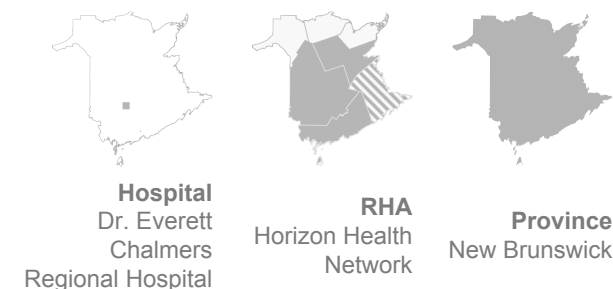 Hospital
Dr. Everett
Chalmers
Regional Hospital
RHA
Horizon Health
Network
Province
New Brunswick